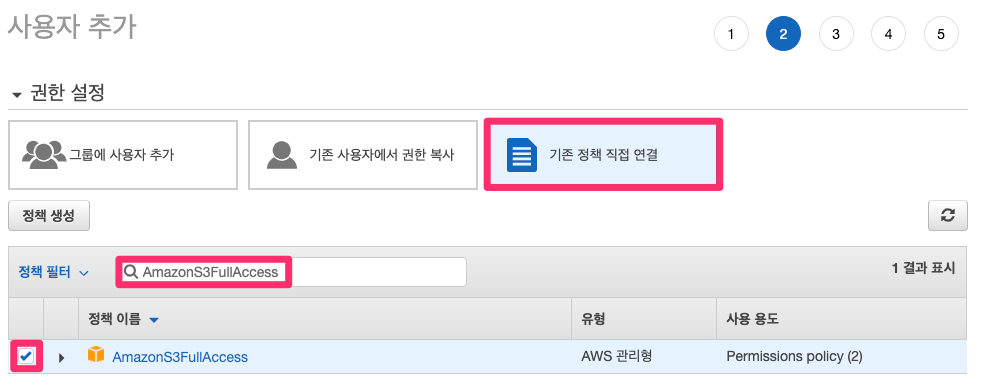 사용자 추가
1 2 3 4 5
권한 설정
그룹에 사용자 추가
기존 사용자에서 권한 복사
기존 정책 직접 연결
정책 생성
정책 필터
AmazonS3FullAccess
1 결과 표시
정책 이름 유형 사용 용도
AmazonS3FullAccess AWS 관리형 Permissions policy (2)